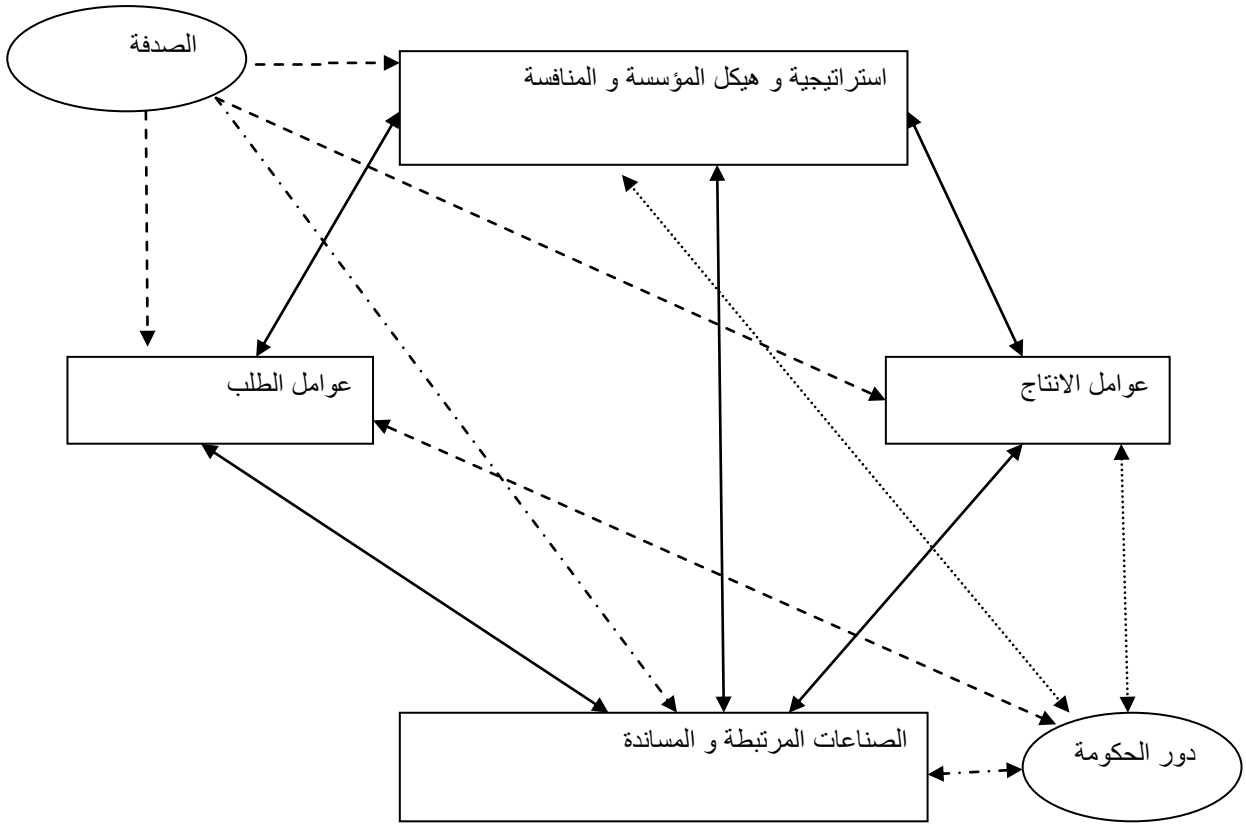 الصدفة
استراتيجية و هيكل المؤسسة و المنافسة
عوامل الانتاج
عوامل الطلب
الصناعات المرتبطة و المساندة
دور الحكومة